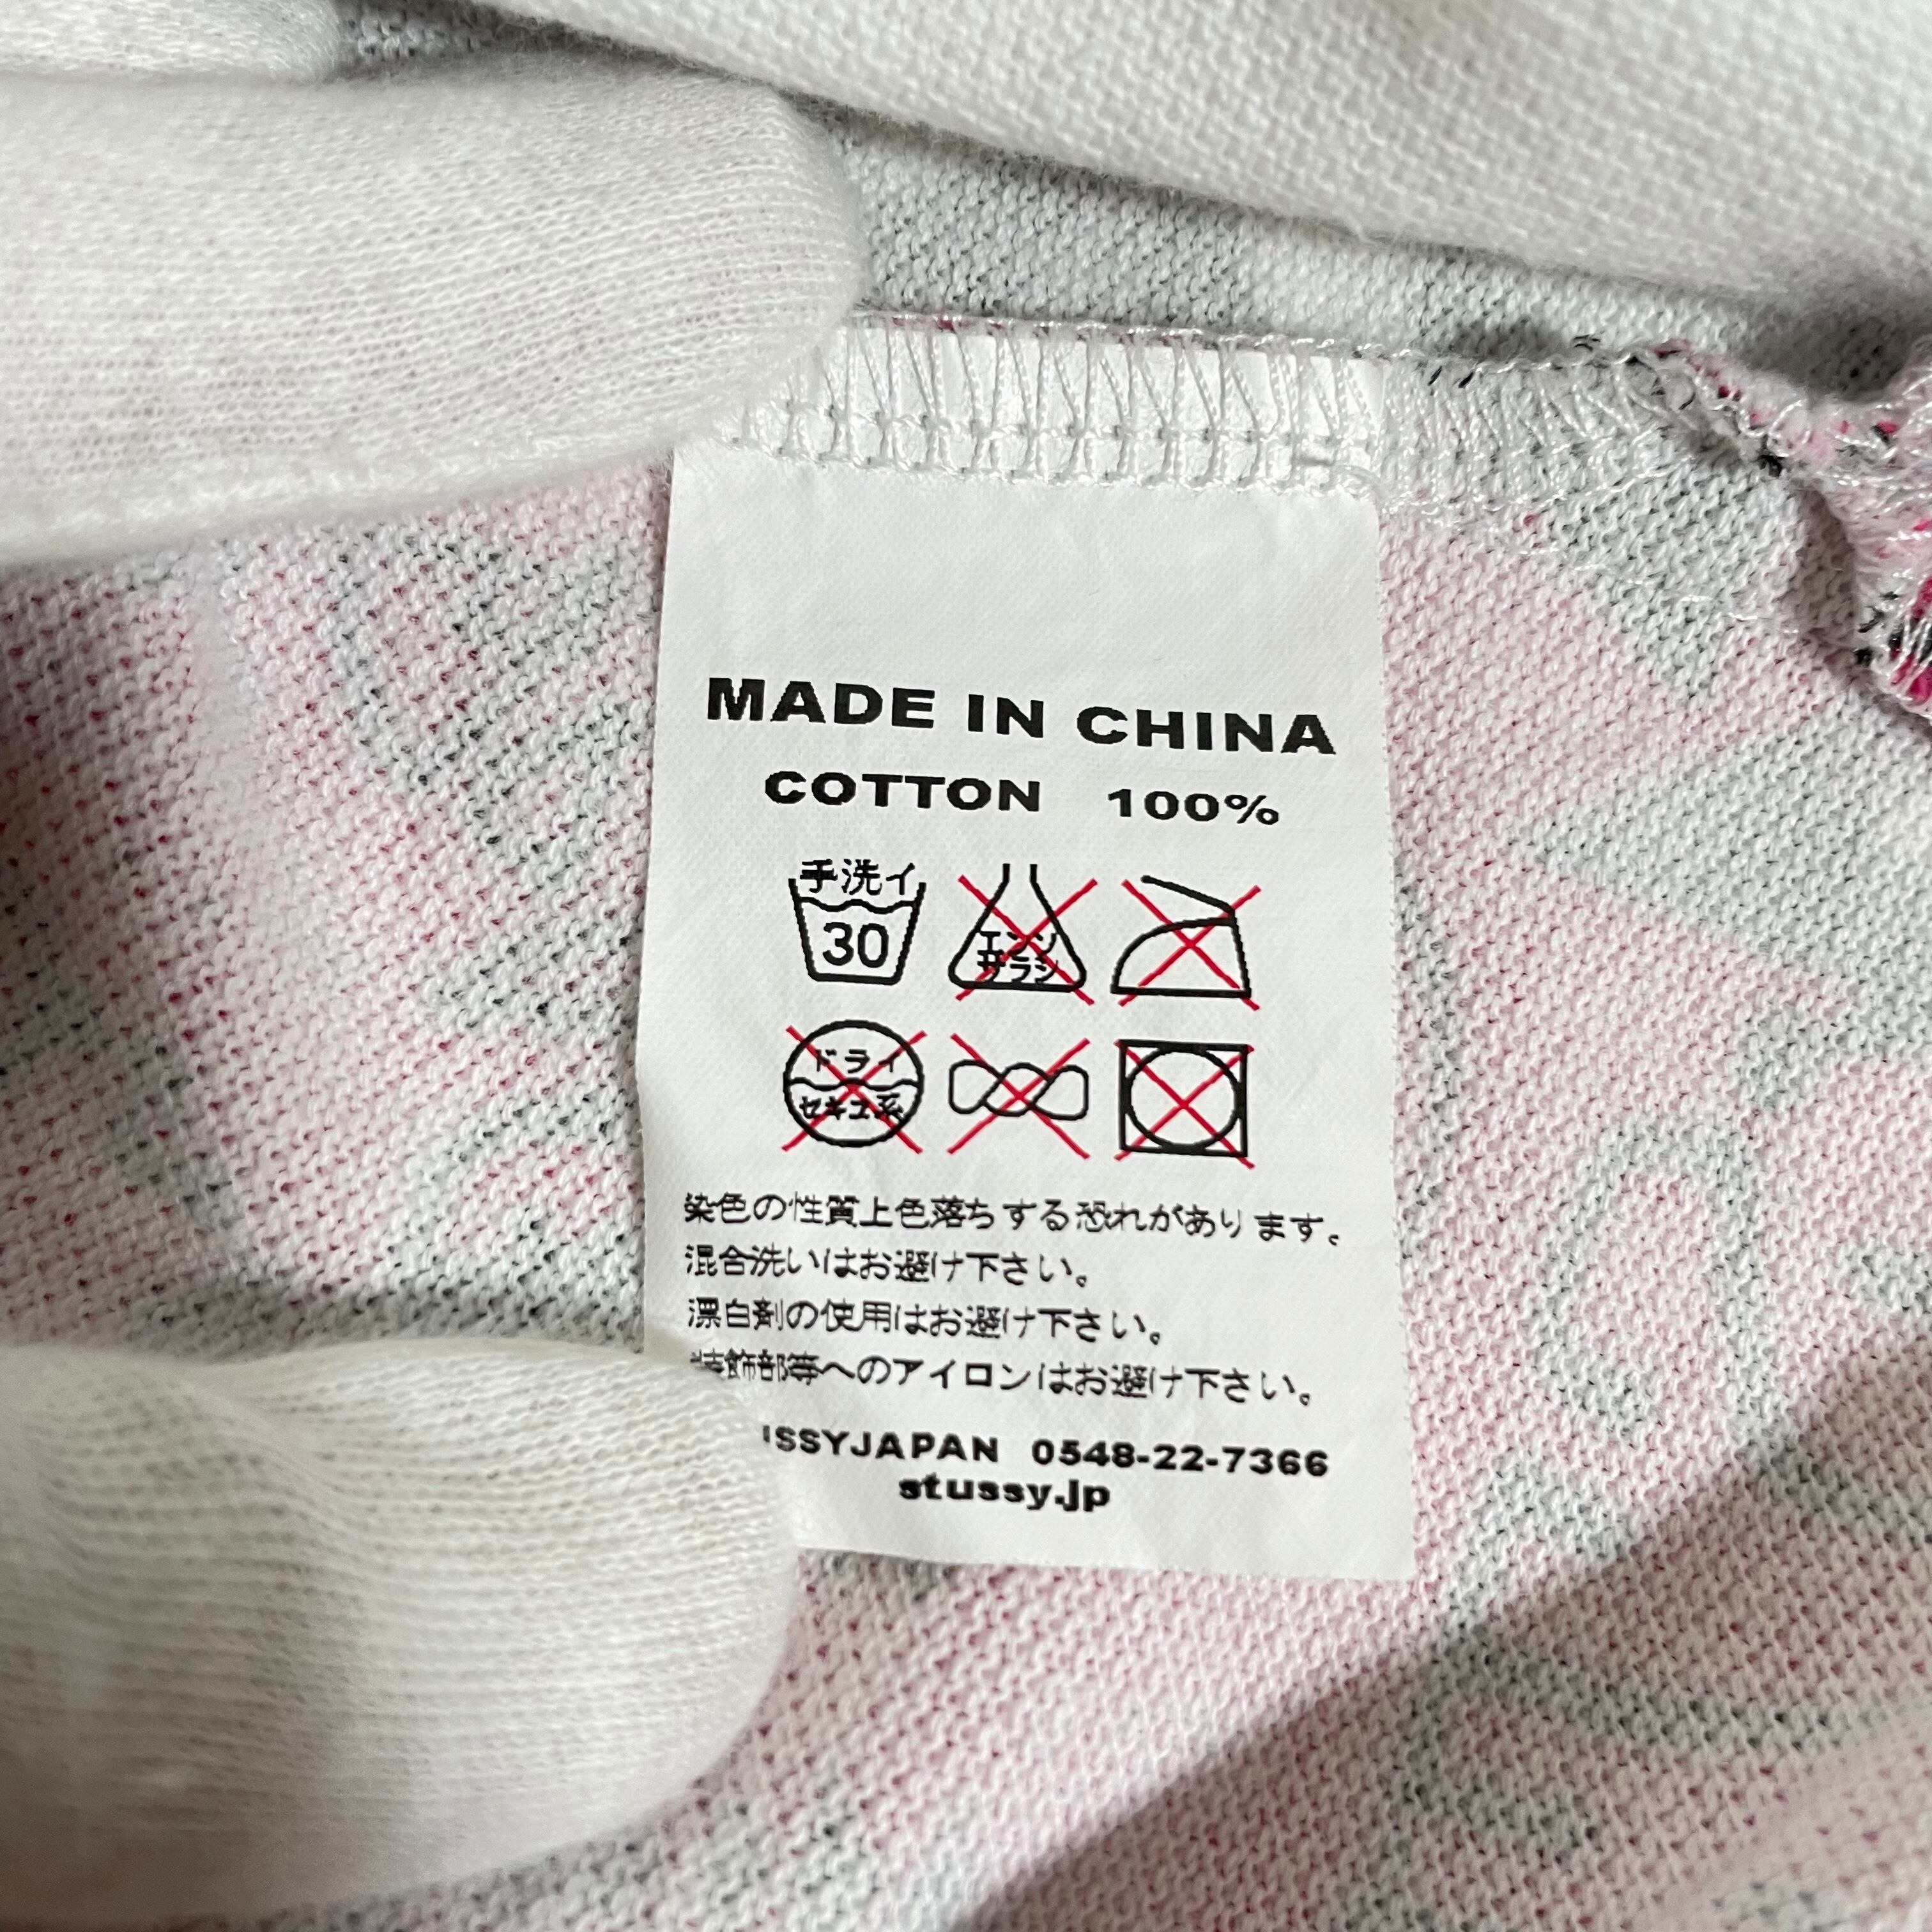 MADE IN CHINA
COTTON 100%
手洗イ
30
エンソ
サラシ
ドライ
セキユ系
染色の性質上色落ちする恐れがあります。
混合洗いはお避け下さい。
漂白剤の使用はお避け下さい。
装飾部等へのアイロンはお避け下さい。
0548-22-7366
stussy.jp